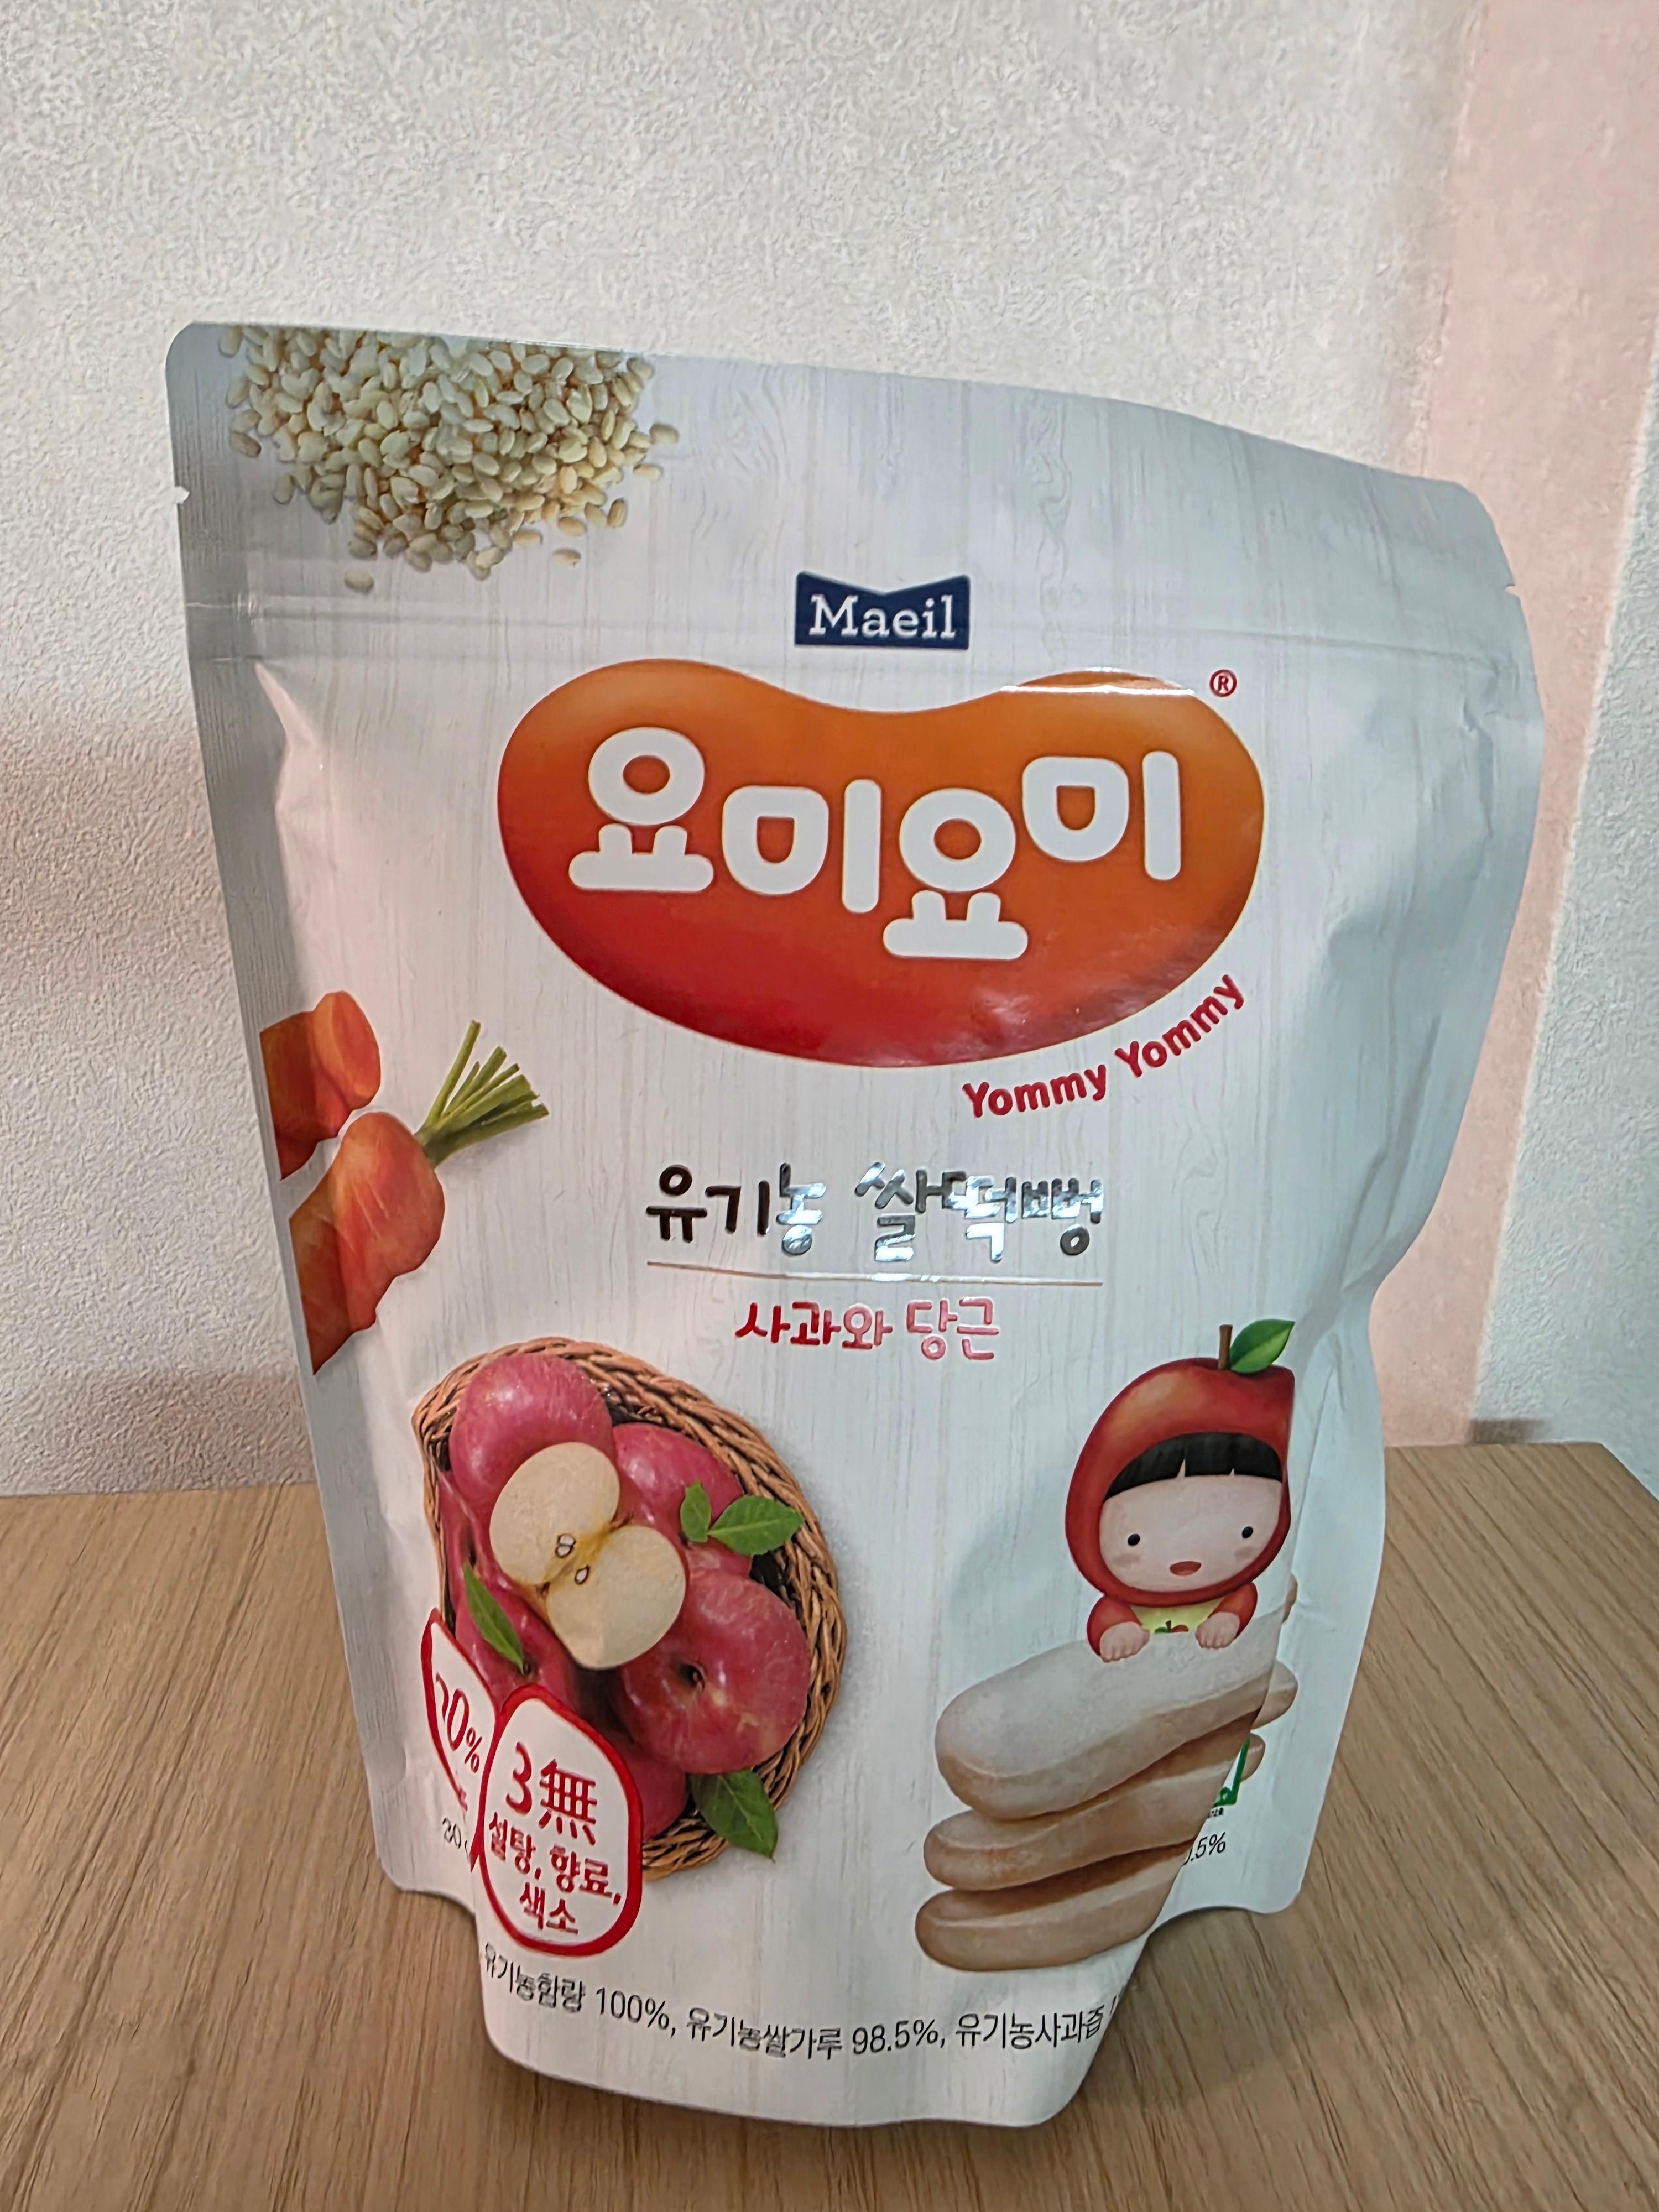 Maeil
®
요미요미
Yommy Yommy
유기농 쌀떡뻥
사과와 당근
3無
설탕, 향료,
색소
유기농함량 100%, 유기농쌀가루 98.5%, 유기농사과즙